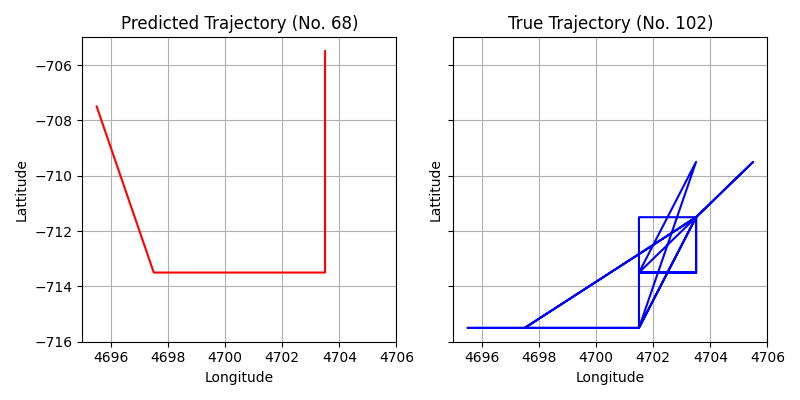 Predicted Trajectory (No. 68)
True Trajectory (No. 102)
−706
−708
−710
−712
−714
−716
Lattitude
Lattitude
4696 4698 4700 4702 4704 4706
4696 4698 4700 4702 4704 4706
Longitude
Longitude